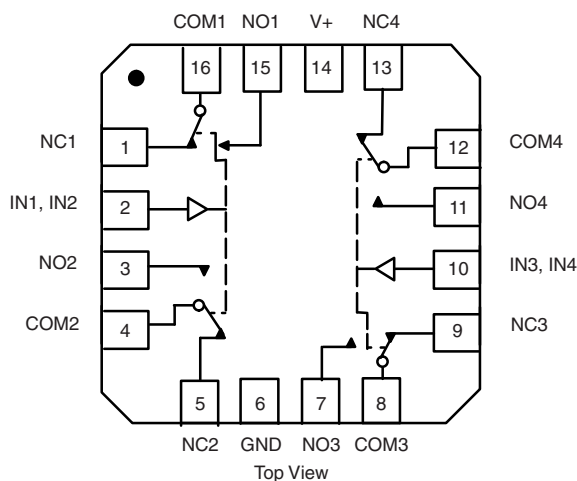 COM1 NO1 V+ NC4
16 15 14 13
NC1 1 12 COM4
IN1, IN2 2 11 NO4
NO2 3 10 IN3, IN4
COM2 4 9 NC3
5 6 7 8
NC2 GND NO3 COM3
Top View